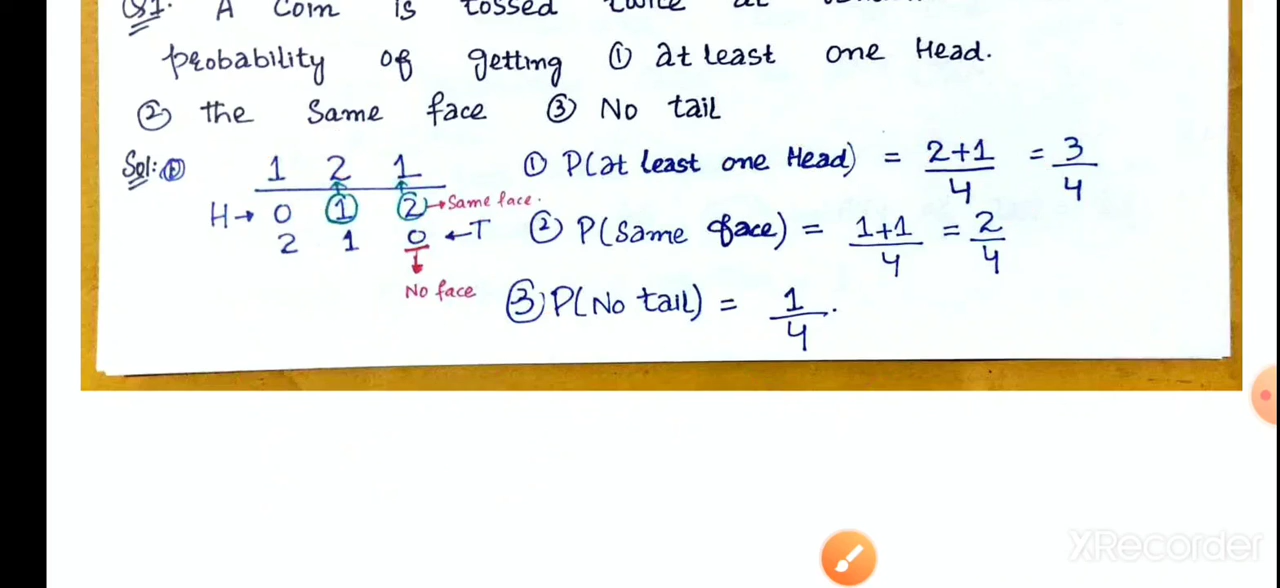 A Coin is tossed twice at
probability of getting ① at least one Head.
② the Same face ③ No tail
Sol:- ① 1 2 1 ① P(at least one Head) = 2+1/4 = 3/4
H→ 0 1 2 →Same face.
2 1 0 ←T ② P(Same face) = 1+1/4 = 2/4
No face ③ P(No tail) = 1/4.
XRecorder